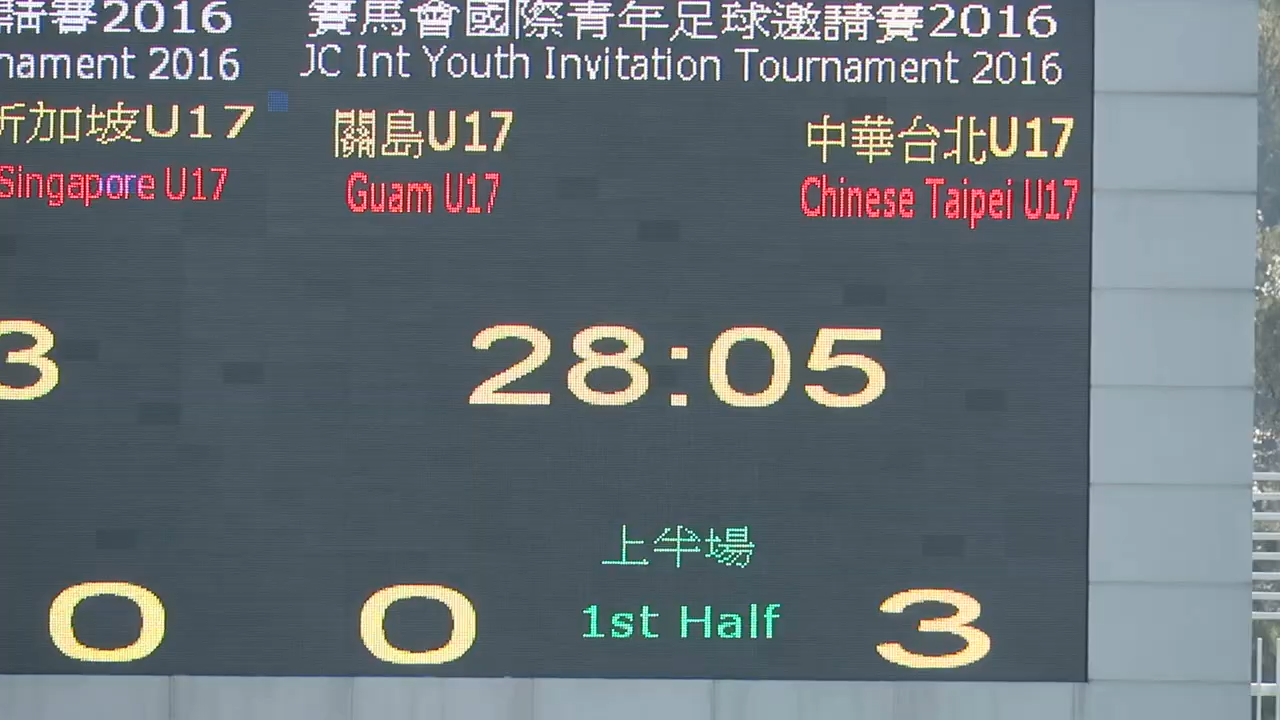 請賽2016
nament 2016
新加坡U17
Singapore U17
3
0
賽馬會國際青年足球邀請賽2016
JC Int Youth Invitation Tournament 2016
關島U17 中華台北U17
Guam U17 Chinese Taipei U17
28:05
上半場
0 1st Half 3